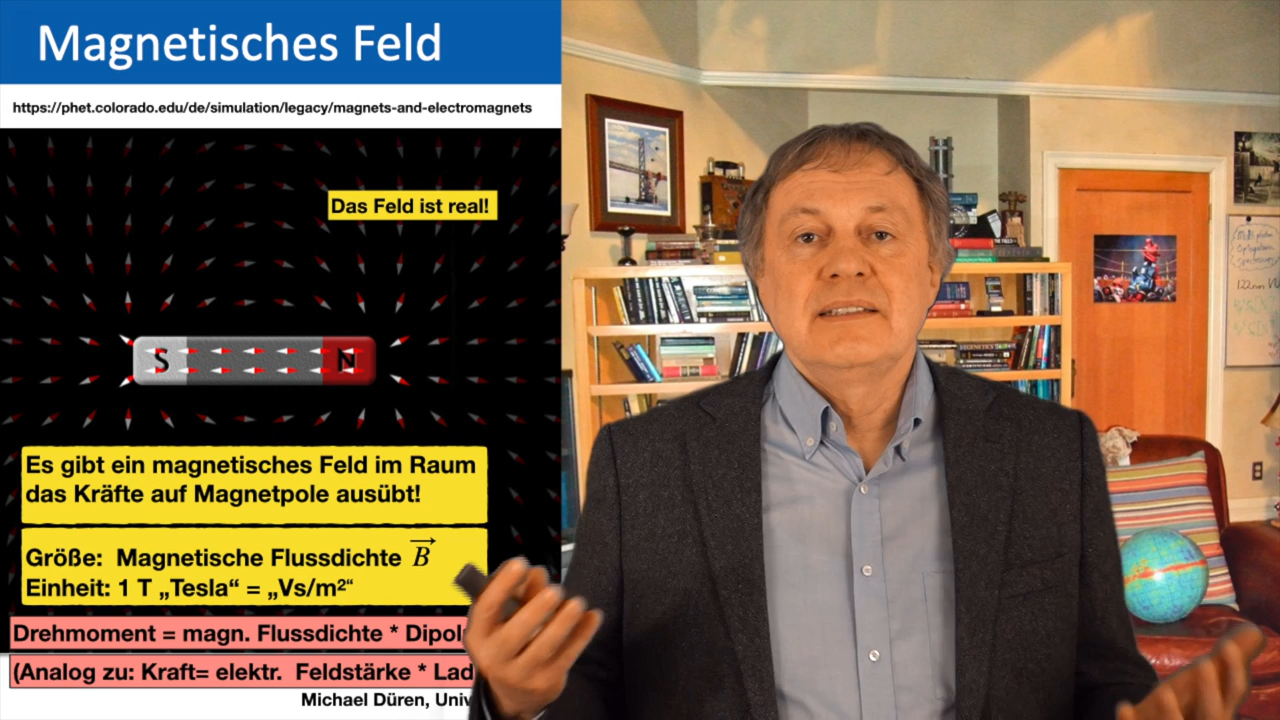 Magnetisches Feld
https://phet.colorado.edu/de/simulation/legacy/magnets-and-electromagnets
Das Feld ist real!
S N
Es gibt ein magnetisches Feld im Raum
das Kräfte auf Magnetpole ausübt!
Größe: Magnetische Flussdichte B
Einheit: 1 T „Tesla“ = „Vs/m²“
Drehmoment = magn. Flussdichte * Dipol
(Analog zu: Kraft= elektr. Feldstärke * Lad
Michael Düren, Univ